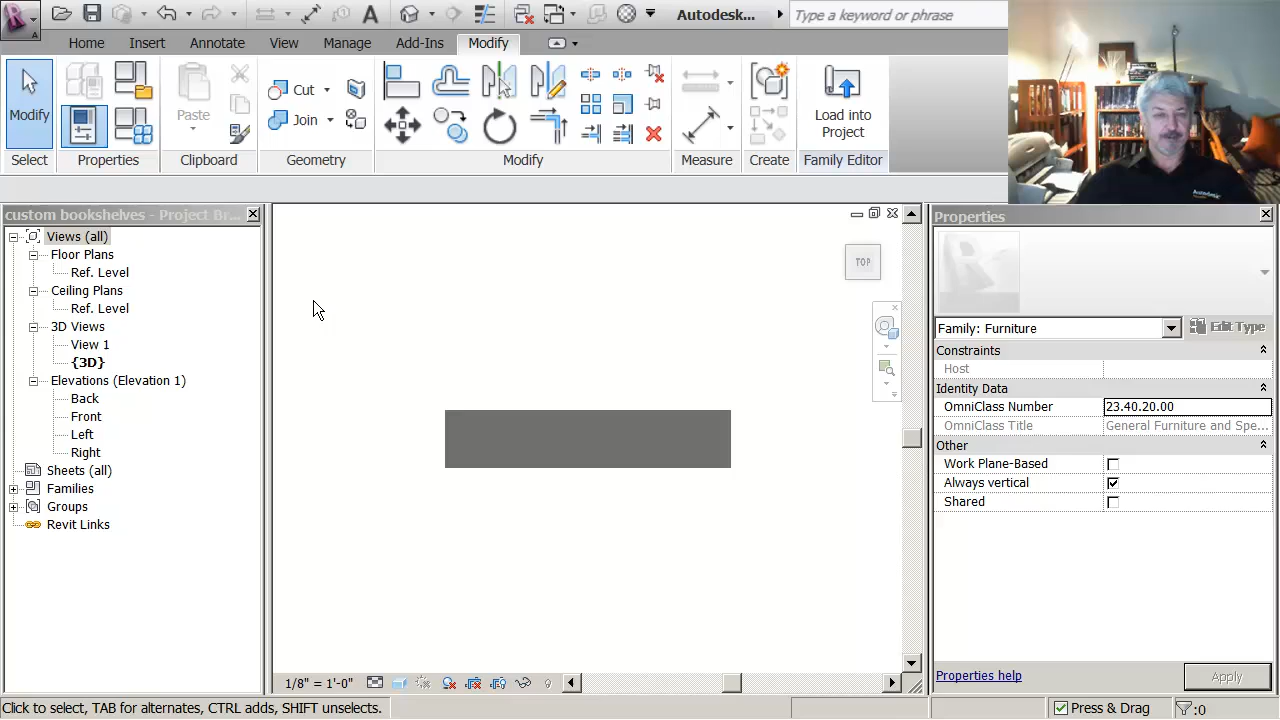 Autodesk...
Type a keyword or phrase
Home
Insert
Annotate
View
Manage
Add-Ins
Modify
Modify
Paste
Cut
Join
Load into
Project
Select
Properties
Clipboard
Geometry
Modify
Measure
Create
Family Editor
custom bookshelves - Project Br...
Views (all)
Floor Plans
Ref. Level
Ceiling Plans
Ref. Level
3D Views
View 1
{3D}
Elevations (Elevation 1)
Back
Front
Left
Right
Sheets (all)
Families
Groups
Revit Links
TOP
1/8" = 1'-0"
Properties
Family: Furniture
Edit Type
Constraints
Host
Identity Data
OmniClass Number 23.40.20.00
OmniClass Title General Furniture and Spe...
Other
Work Plane-Based
Always vertical
Shared
Properties help
Apply
Click to select, TAB for alternates, CTRL adds, SHIFT unselects.
Press & Drag
:0